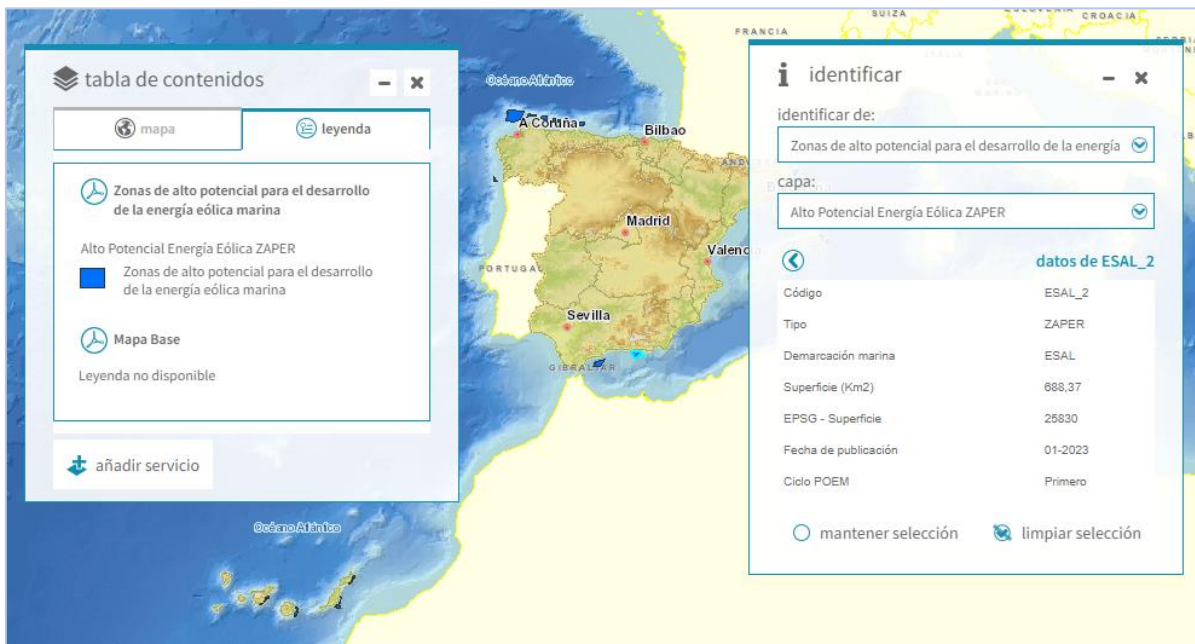 SUIZA
CROACIA
FRANCIA
tabla de contenidos
mapa
leyenda
Zonas de alto potencial para el desarrollo
de la energía eólica marina
Alto Potencial Energía Eólica ZAPER
Zonas de alto potencial para el desarrollo
de la energía eólica marina
Mapa Base
Leyenda no disponible
añadir servicio
Océano Atlántico
A Coruña
Bilbao
Madrid
Valencia
PORTUGAL
Sevilla
GIBRALTAR
Océano Atlántico
identificar
identificar de:
Zonas de alto potencial para el desarrollo de la energía
capa:
Alto Potencial Energía Eólica ZAPER
datos de ESAL_2
Código ESAL_2
Tipo ZAPER
Demarcación marina ESAL
Superficie (Km2) 688,37
EPSG - Superficie 25830
Fecha de publicación 01-2023
Ciclo POEM Primero
mantener selección
limpiar selección